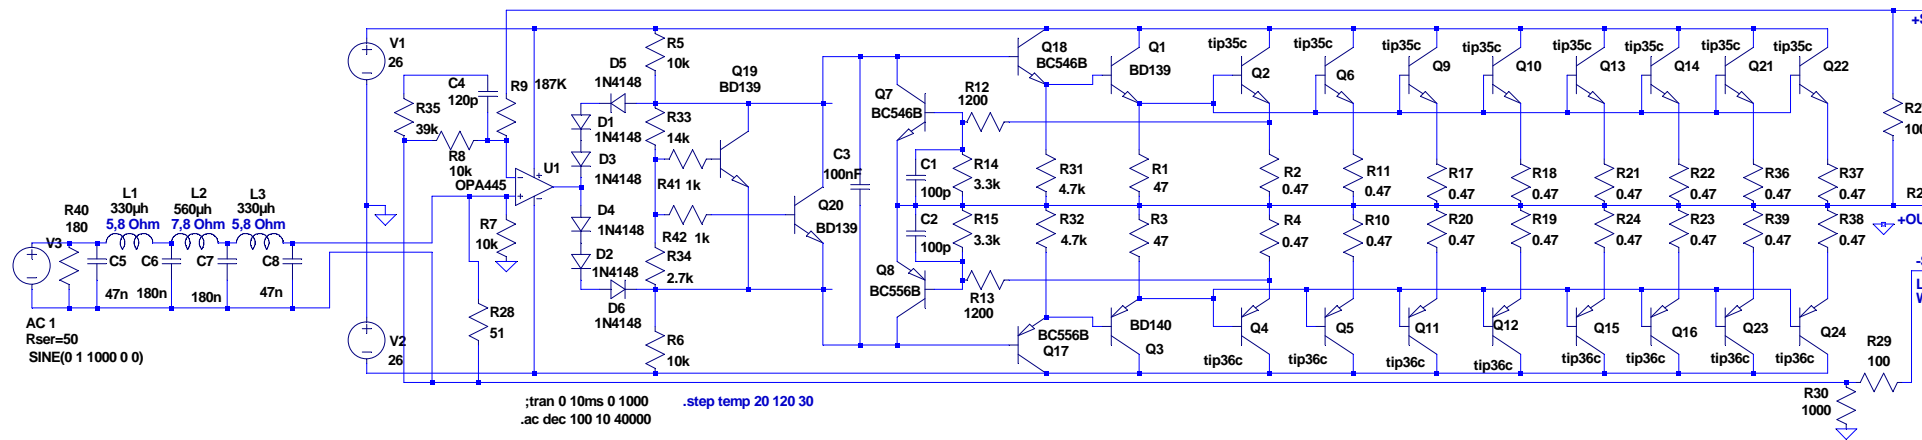 V1
26
V2
26
R35
39k
C4
120p
R9
187K
R8
10k
OPA445
U1
R7
10k
R28
51
L1
330µh
5,8 Ohm
L2
560µh
7,8 Ohm
L3
330µh
5,8 Ohm
R40
180
V3
C5
47n
C6
180n
C7
180n
C8
47n
AC 1
Rser=50
SINE(0 1 1000 0 0)
D5
1N4148
D1
1N4148
D3
1N4148
D4
1N4148
D2
1N4148
D6
1N4148
R5
10k
R33
14k
R41 1k
R42 1k
R34
2.7k
R6
10k
Q19
BD139
Q20
BD139
C3
100nF
Q7
BC546B
Q8
BC556B
C1
100p
C2
100p
R12
1200
R14
3.3k
R15
3.3k
R13
1200
Q18
BC546B
R31
4.7k
R32
4.7k
BC556B
Q17
Q1
BD139
R1
47
R3
47
BD140
Q3
tip35c
Q2
R2
0.47
R4
0.47
Q4
tip36c
tip35c
Q6
R11
0.47
R10
0.47
Q5
tip36c
tip35c
Q9
R17
0.47
R20
0.47
Q11
tip36c
tip35c
Q10
R18
0.47
R19
0.47
Q12
tip36c
tip35c
Q13
R21
0.47
R24
0.47
Q15
tip36c
tip35c
Q14
R22
0.47
R23
0.47
Q16
tip36c
tip35c
Q21
R36
0.47
R39
0.47
Q23
tip36c
tip35c
Q22
R37
0.47
R38
0.47
Q24
tip36c
R29
100
R30
1000
;tran 0 10ms 0 1000
.step temp 20 120 30
.ac dec 100 10 40000